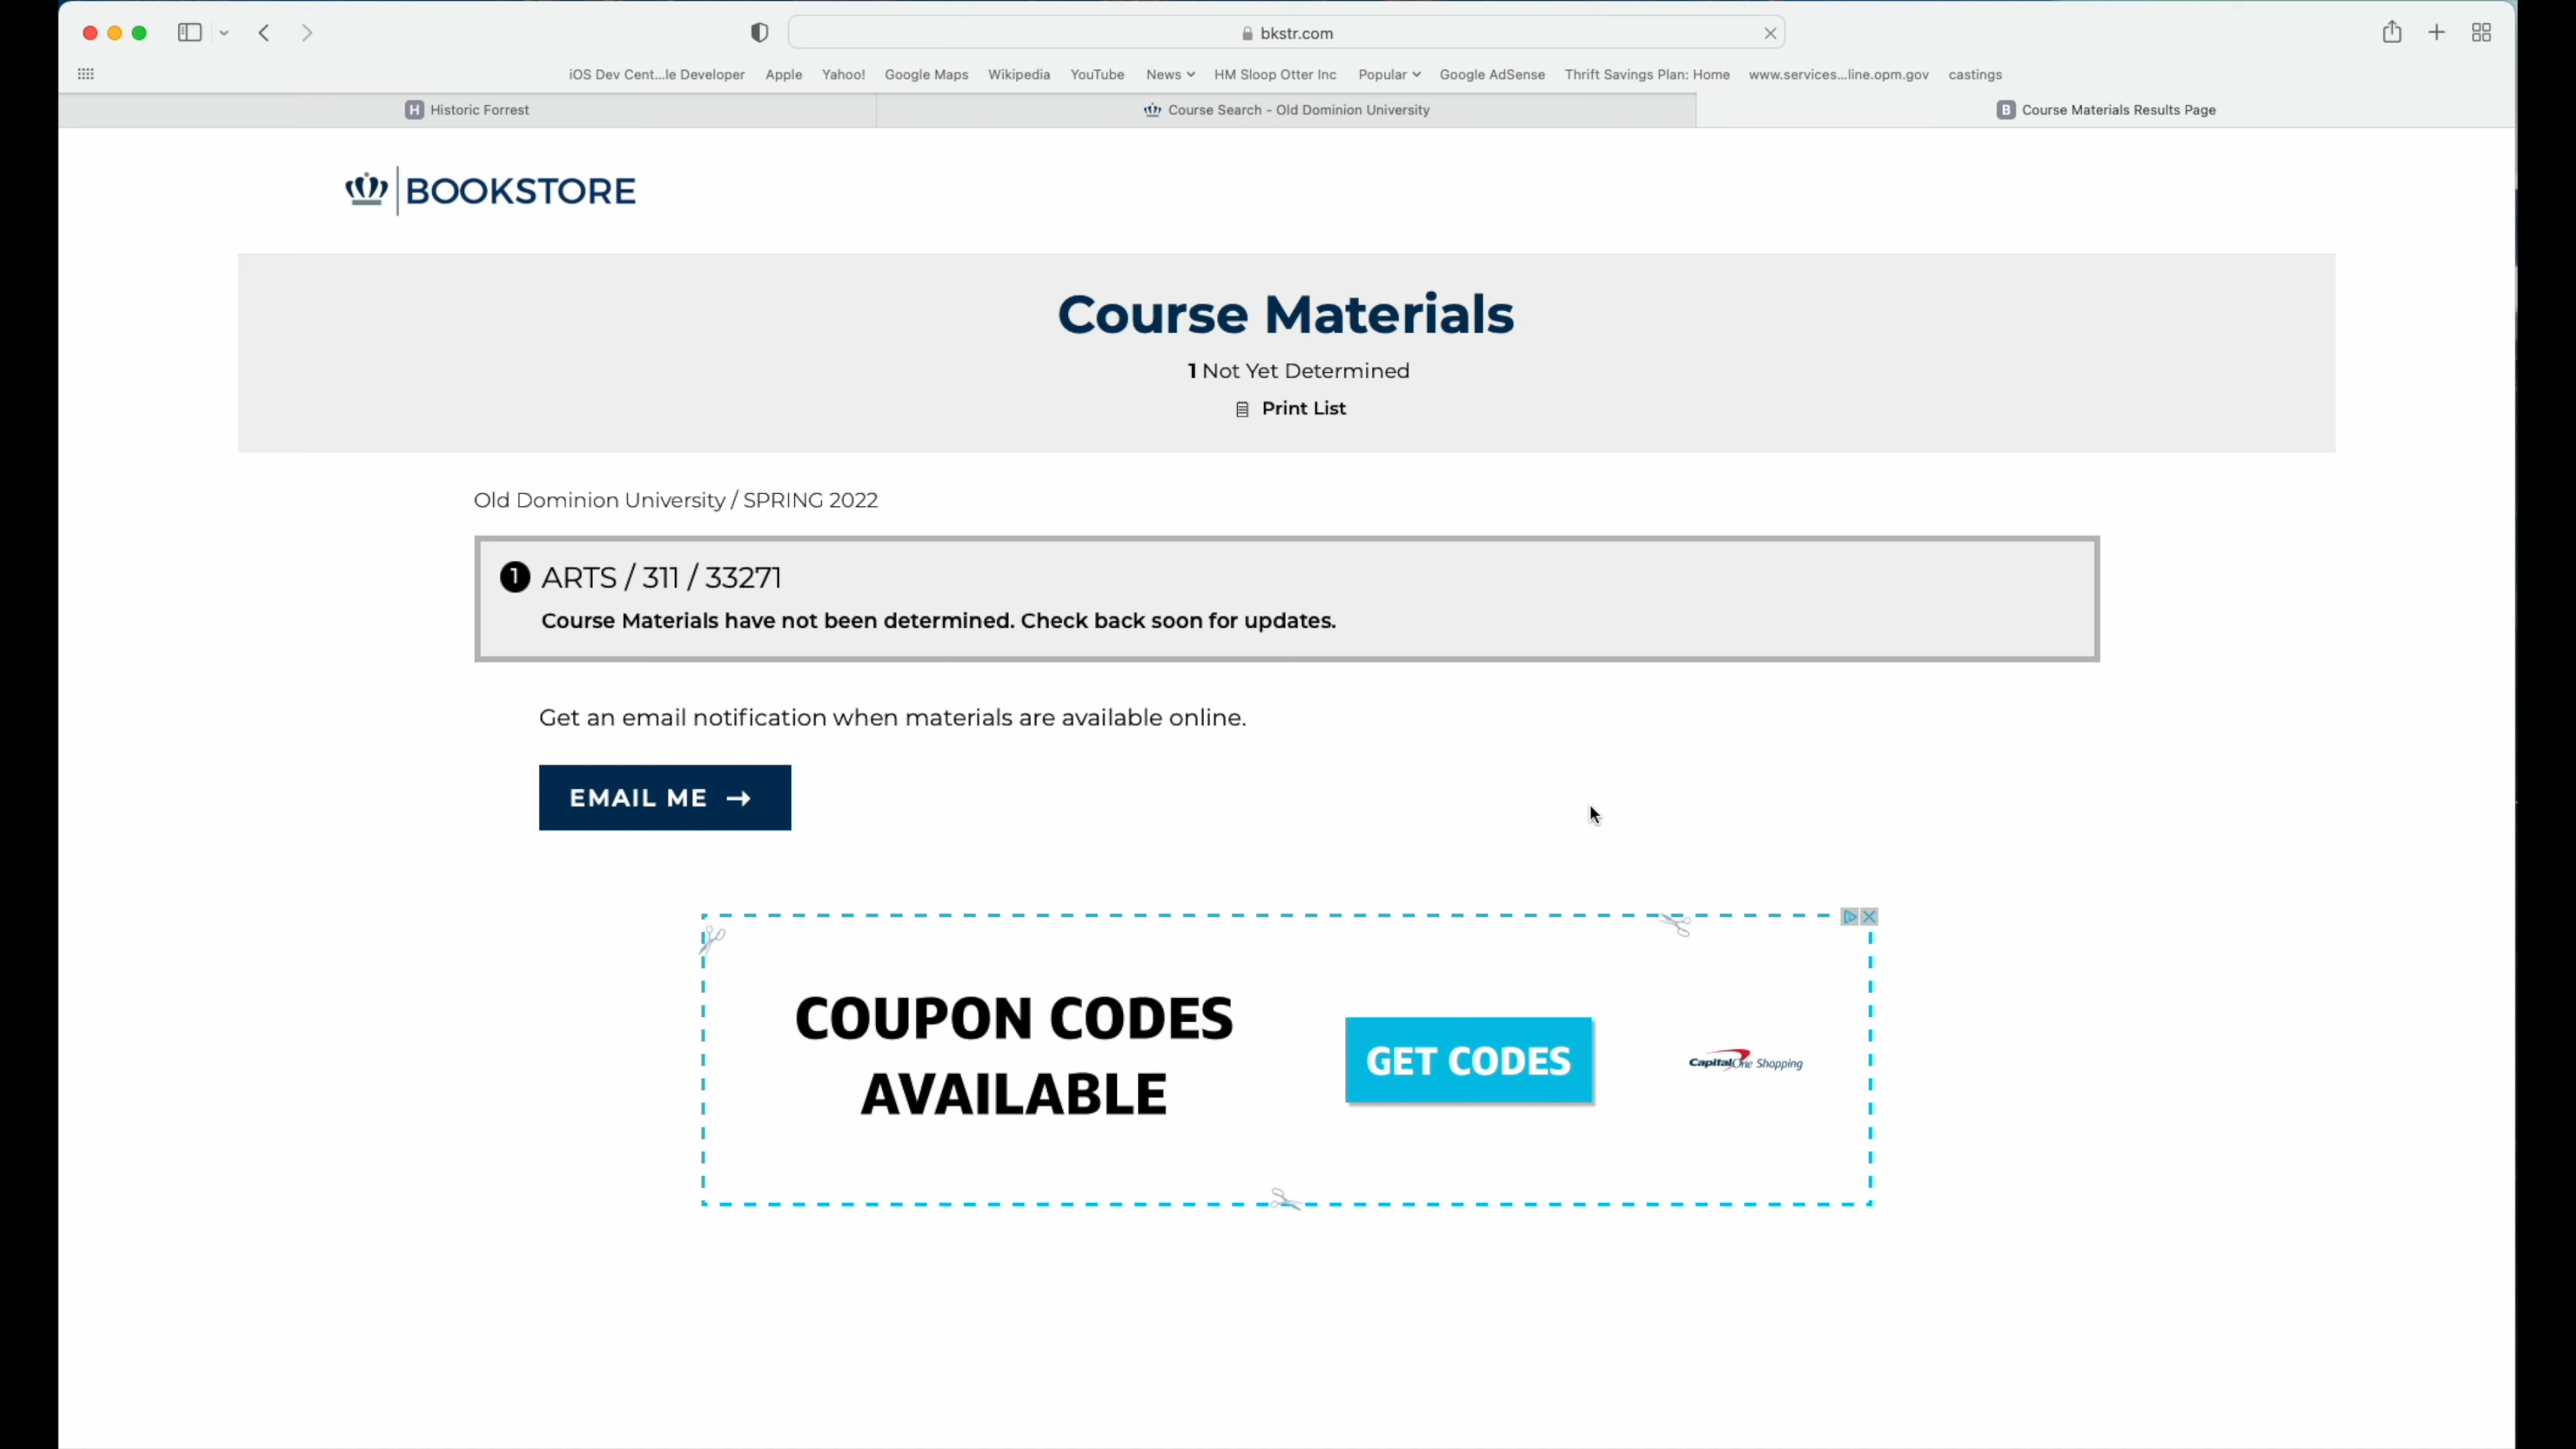 bkstr.com
iOS Dev Cent...le Developer Apple Yahoo! Google Maps Wikipedia YouTube News HM Sloop Otter Inc Popular Google AdSense Thrift Savings Plan: Home www.services...line.opm.gov castings
H Historic Forrest Course Search - Old Dominion University B Course Materials Results Page
BOOKSTORE
Course Materials
1 Not Yet Determined
Print List
Old Dominion University / SPRING 2022
1 ARTS / 311 / 33271
Course Materials have not been determined. Check back soon for updates.
Get an email notification when materials are available online.
EMAIL ME →
COUPON CODES
AVAILABLE
GET CODES
CapitalOne Shopping